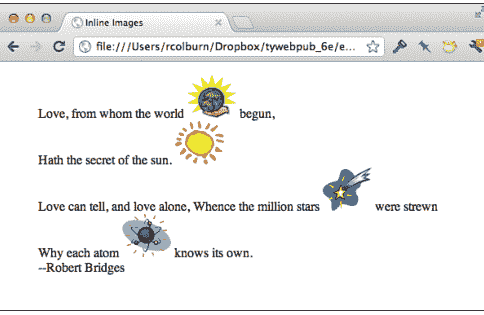 Inline Images
file:///Users/rcolburn/Dropbox/tywebpub_6e/e...
Love, from whom the world begun,
Hath the secret of the sun.
Love can tell, and love alone, Whence the million stars were strewn
Why each atom knows its own.
--Robert Bridges